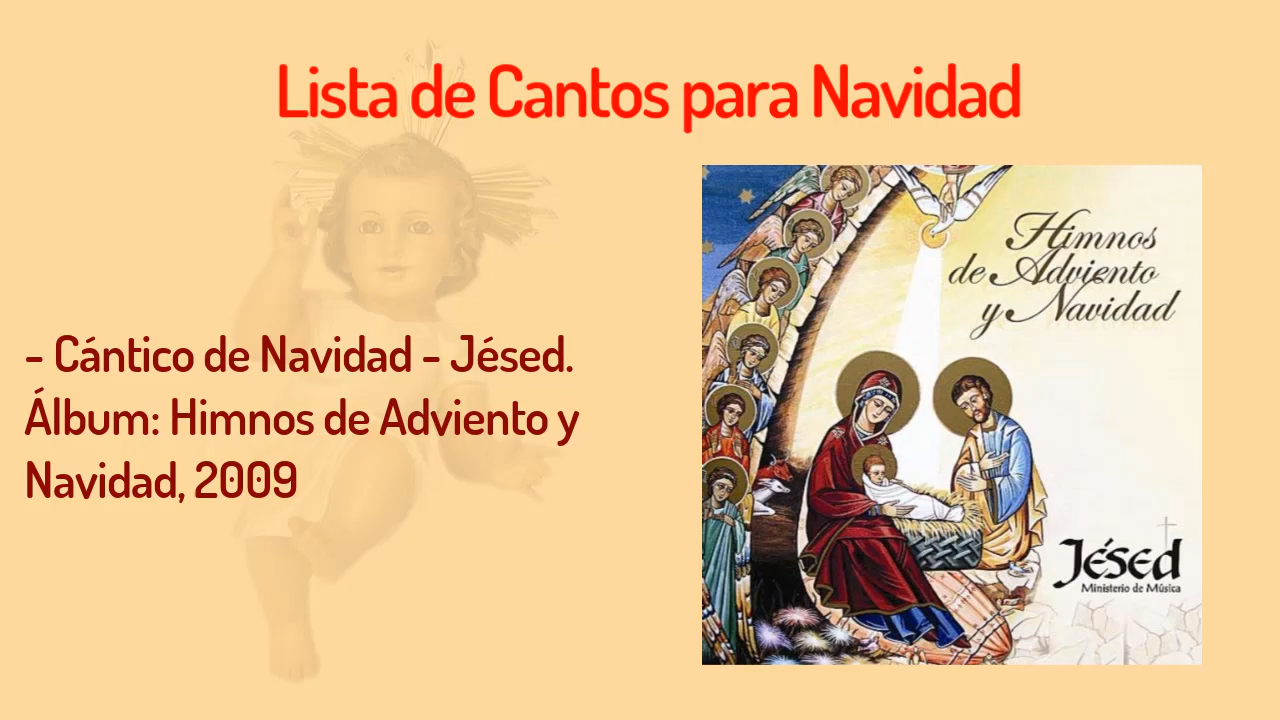 Lista de Cantos para Navidad
- Cántico de Navidad - Jésed.
Álbum: Himnos de Adviento y
Navidad, 2009
Himnos
de Adviento
y Navidad
Jésed
Ministerio de Música